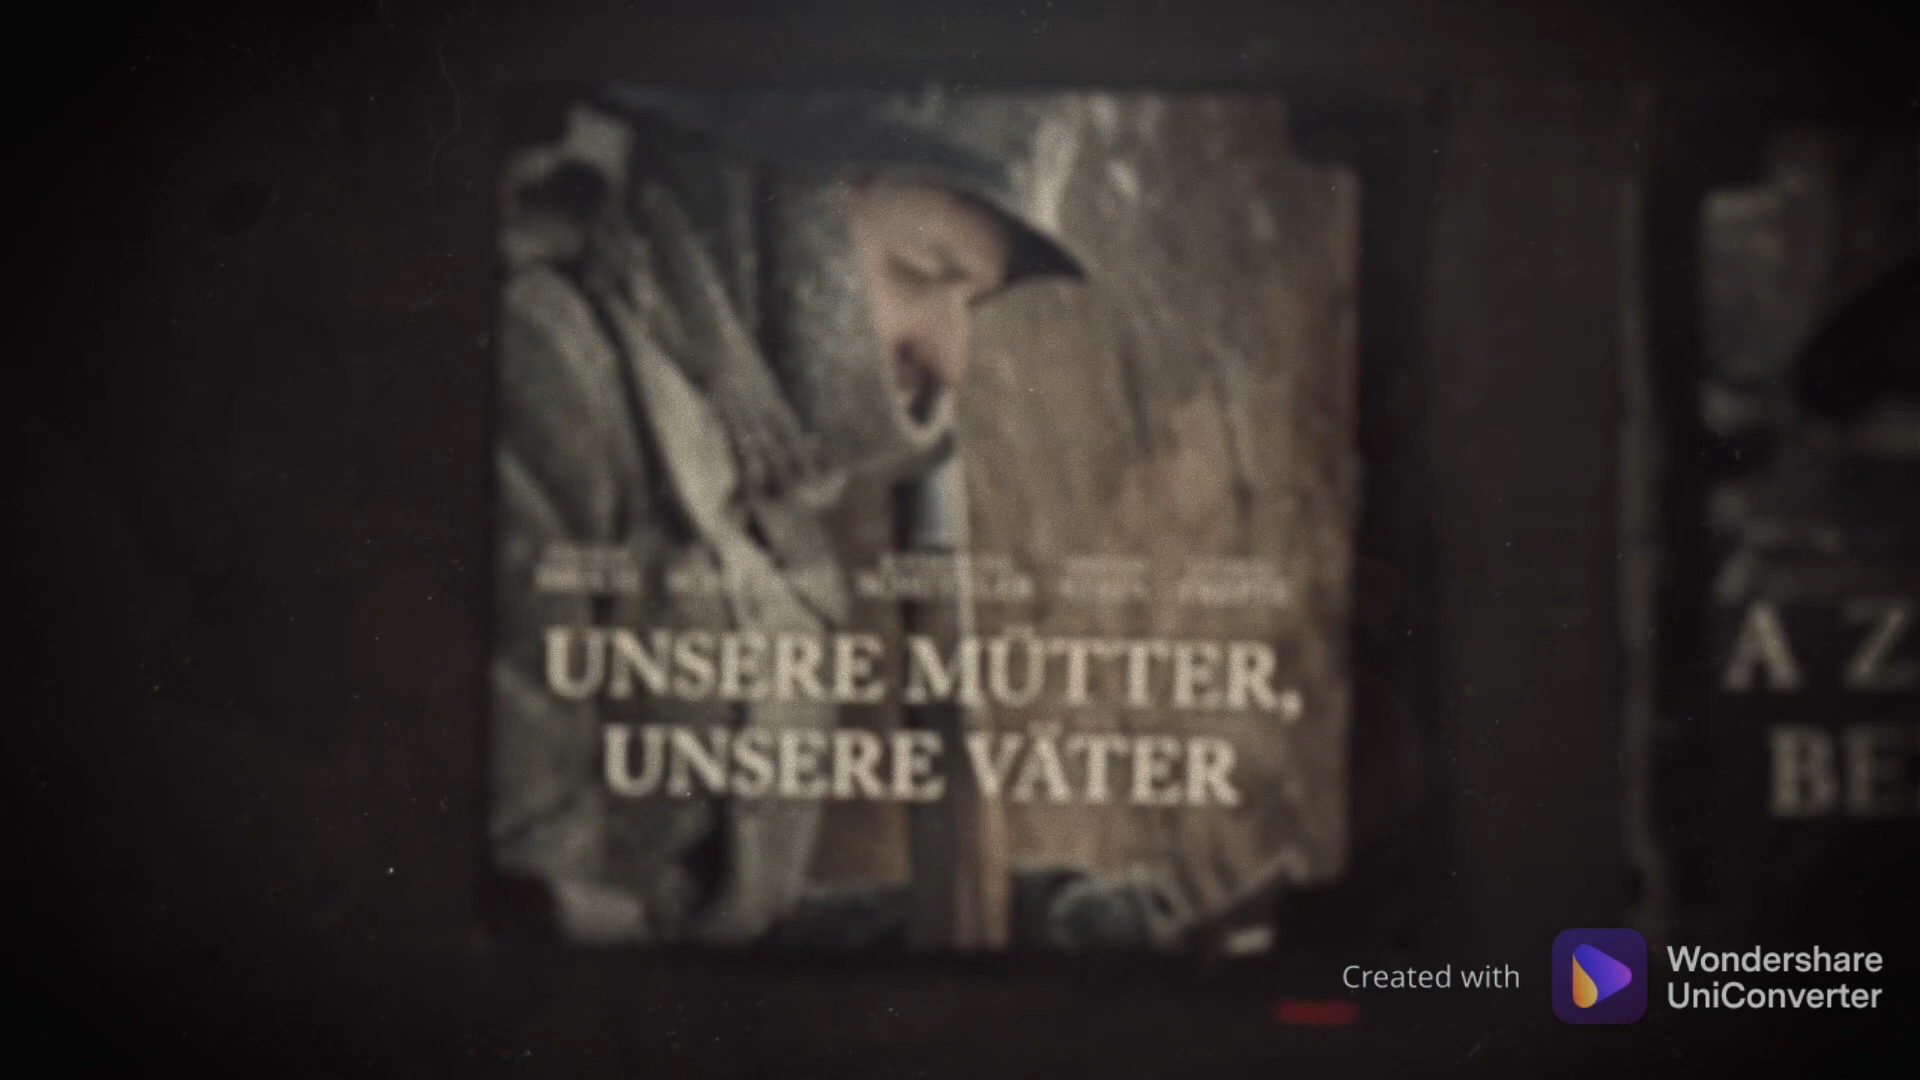 UNSERE MÜTTER,
UNSERE VÄTER
A Z
BE
Created with
Wondershare
UniConverter